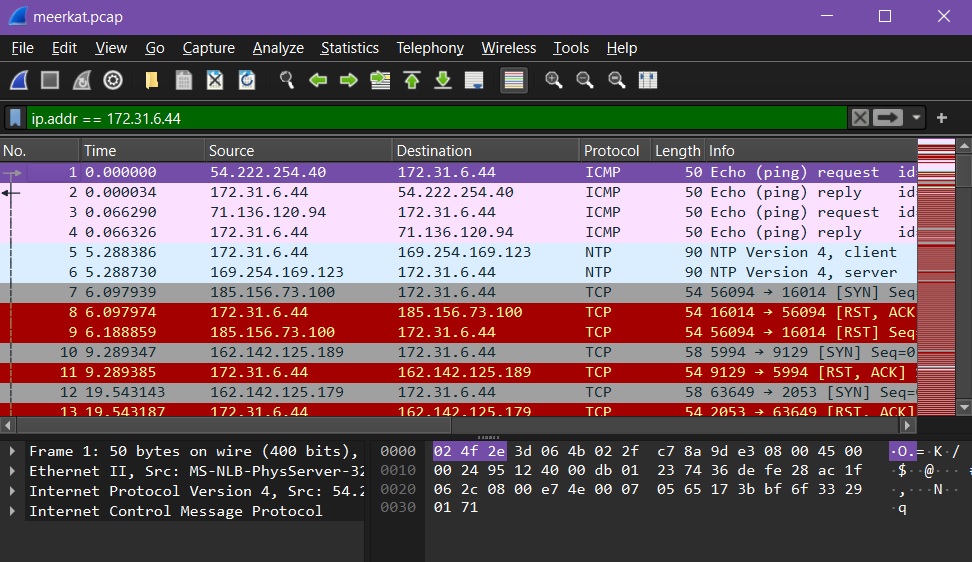 meerkat.pcap
File Edit View Go Capture Analyze Statistics Telephony Wireless Tools Help
ip.addr == 172.31.6.44
No. Time Source Destination Protocol Length Info
1 0.000000 54.222.254.40 172.31.6.44 ICMP 50 Echo (ping) request id
2 0.000034 172.31.6.44 54.222.254.40 ICMP 50 Echo (ping) reply id
3 0.066290 71.136.120.94 172.31.6.44 ICMP 50 Echo (ping) request id
4 0.066326 172.31.6.44 71.136.120.94 ICMP 50 Echo (ping) reply id
5 5.288386 172.31.6.44 169.254.169.123 NTP 90 NTP Version 4, client
6 5.288730 169.254.169.123 172.31.6.44 NTP 90 NTP Version 4, server
7 6.097939 185.156.73.100 172.31.6.44 TCP 54 56094 → 16014 [SYN] Seq=
8 6.097974 172.31.6.44 185.156.73.100 TCP 54 16014 → 56094 [RST, ACK
9 6.188859 185.156.73.100 172.31.6.44 TCP 54 56094 → 16014 [RST] Seq=
10 9.289347 162.142.125.189 172.31.6.44 TCP 58 5994 → 9129 [SYN] Seq=0
11 9.289385 172.31.6.44 162.142.125.189 TCP 54 9129 → 5994 [RST, ACK]
12 19.543143 162.142.125.179 172.31.6.44 TCP 58 63649 → 2053 [SYN] Seq=
13 19.543187 172.31.6.44 162.142.125.179 TCP 54 2053 → 63649 [RST, ACK]
Frame 1: 50 bytes on wire (400 bits),
Ethernet II, Src: MS-NLB-PhysServer-32
Internet Protocol Version 4, Src: 54.2
Internet Control Message Protocol
0000 02 4f 2e 3d 06 4b 02 2f c7 8a 9d e3 08 00 45 00 ·O.=·K·/
0010 00 24 95 12 40 00 db 01 23 74 36 de fe 28 ac 1f ·$··@···
0020 06 2c 08 00 e7 4e 00 07 05 65 17 3b bf 6f 33 29 ·,···N··
0030 01 71 ·q